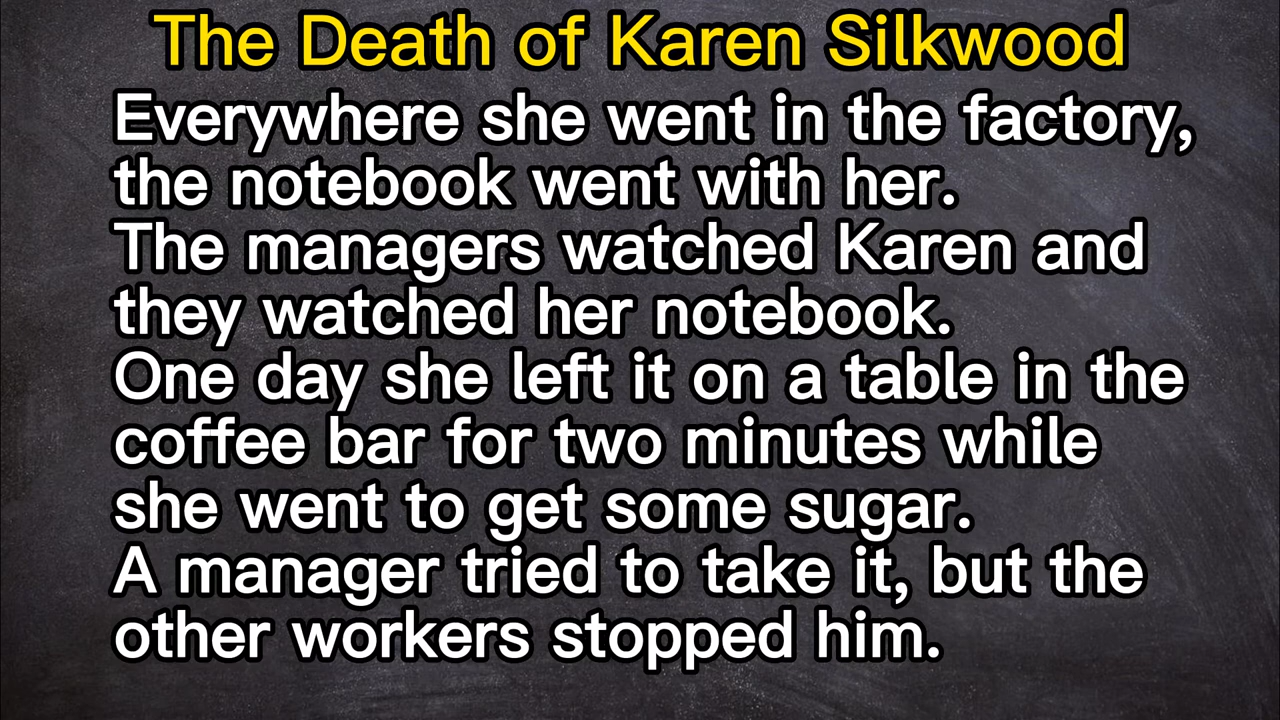 The Death of Karen Silkwood
Everywhere she went in the factory,
the notebook went with her.
The managers watched Karen and
they watched her notebook.
One day she left it on a table in the
coffee bar for two minutes while
she went to get some sugar.
A manager tried to take it, but the
other workers stopped him.